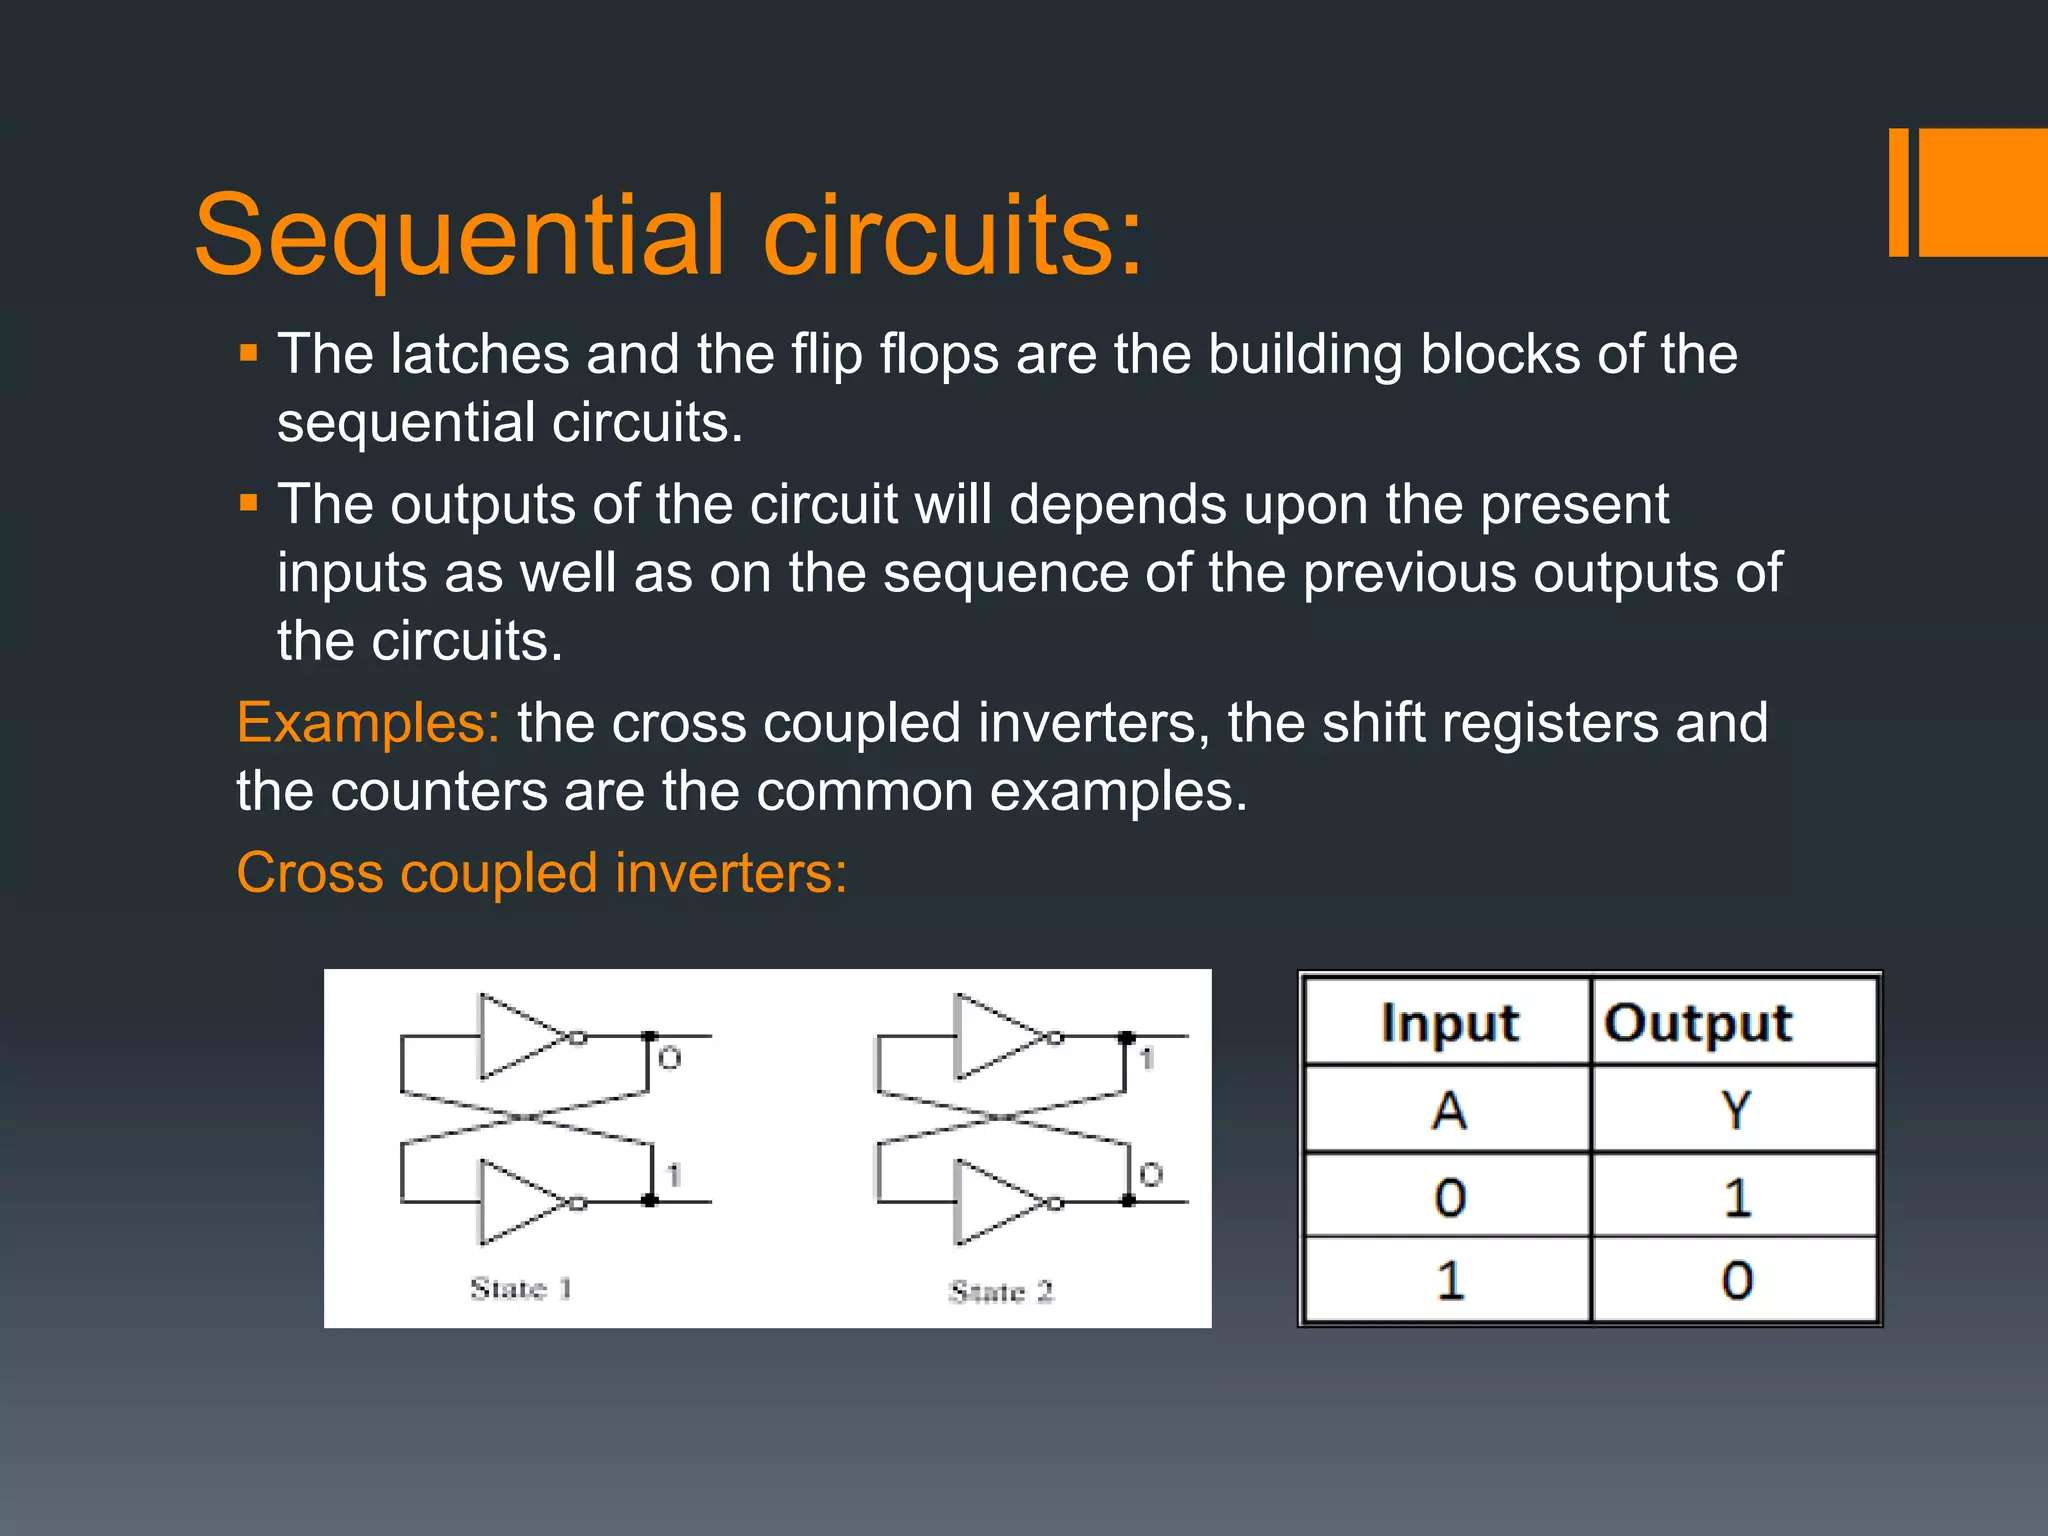 Sequential circuits:
▪ The latches and the flip flops are the building blocks of the
sequential circuits.
▪ The outputs of the circuit will depends upon the present
inputs as well as on the sequence of the previous outputs of
the circuits.
Examples: the cross coupled inverters, the shift registers and
the counters are the common examples.
Cross coupled inverters:
0 1
1 0
State 1 State 2
Input Output
A Y
0 1
1 0